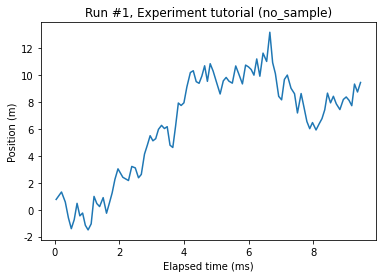 Run #1, Experiment tutorial (no_sample)
Position (m)
12
10
8
6
4
2
0
-2
0 2 4 6 8
Elapsed time (ms)